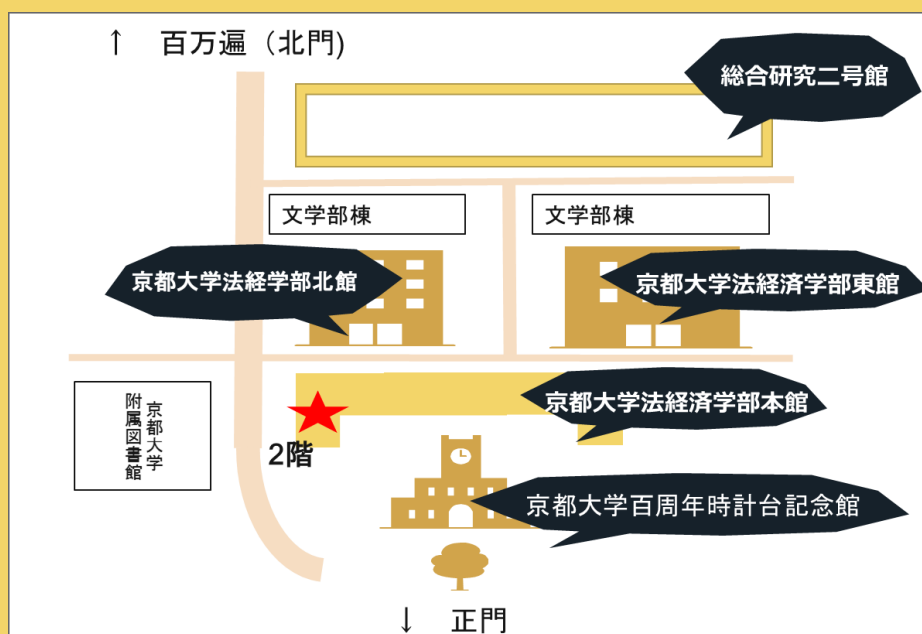 ↑ 百万遍（北門)
総合研究二号館
文学部棟
文学部棟
京都大学法経学部北館
京都大学法経済学部東館
京都大学
附属図書館
京都大学法経済学部本館
2階
京都大学百周年時計台記念館
↓ 正門